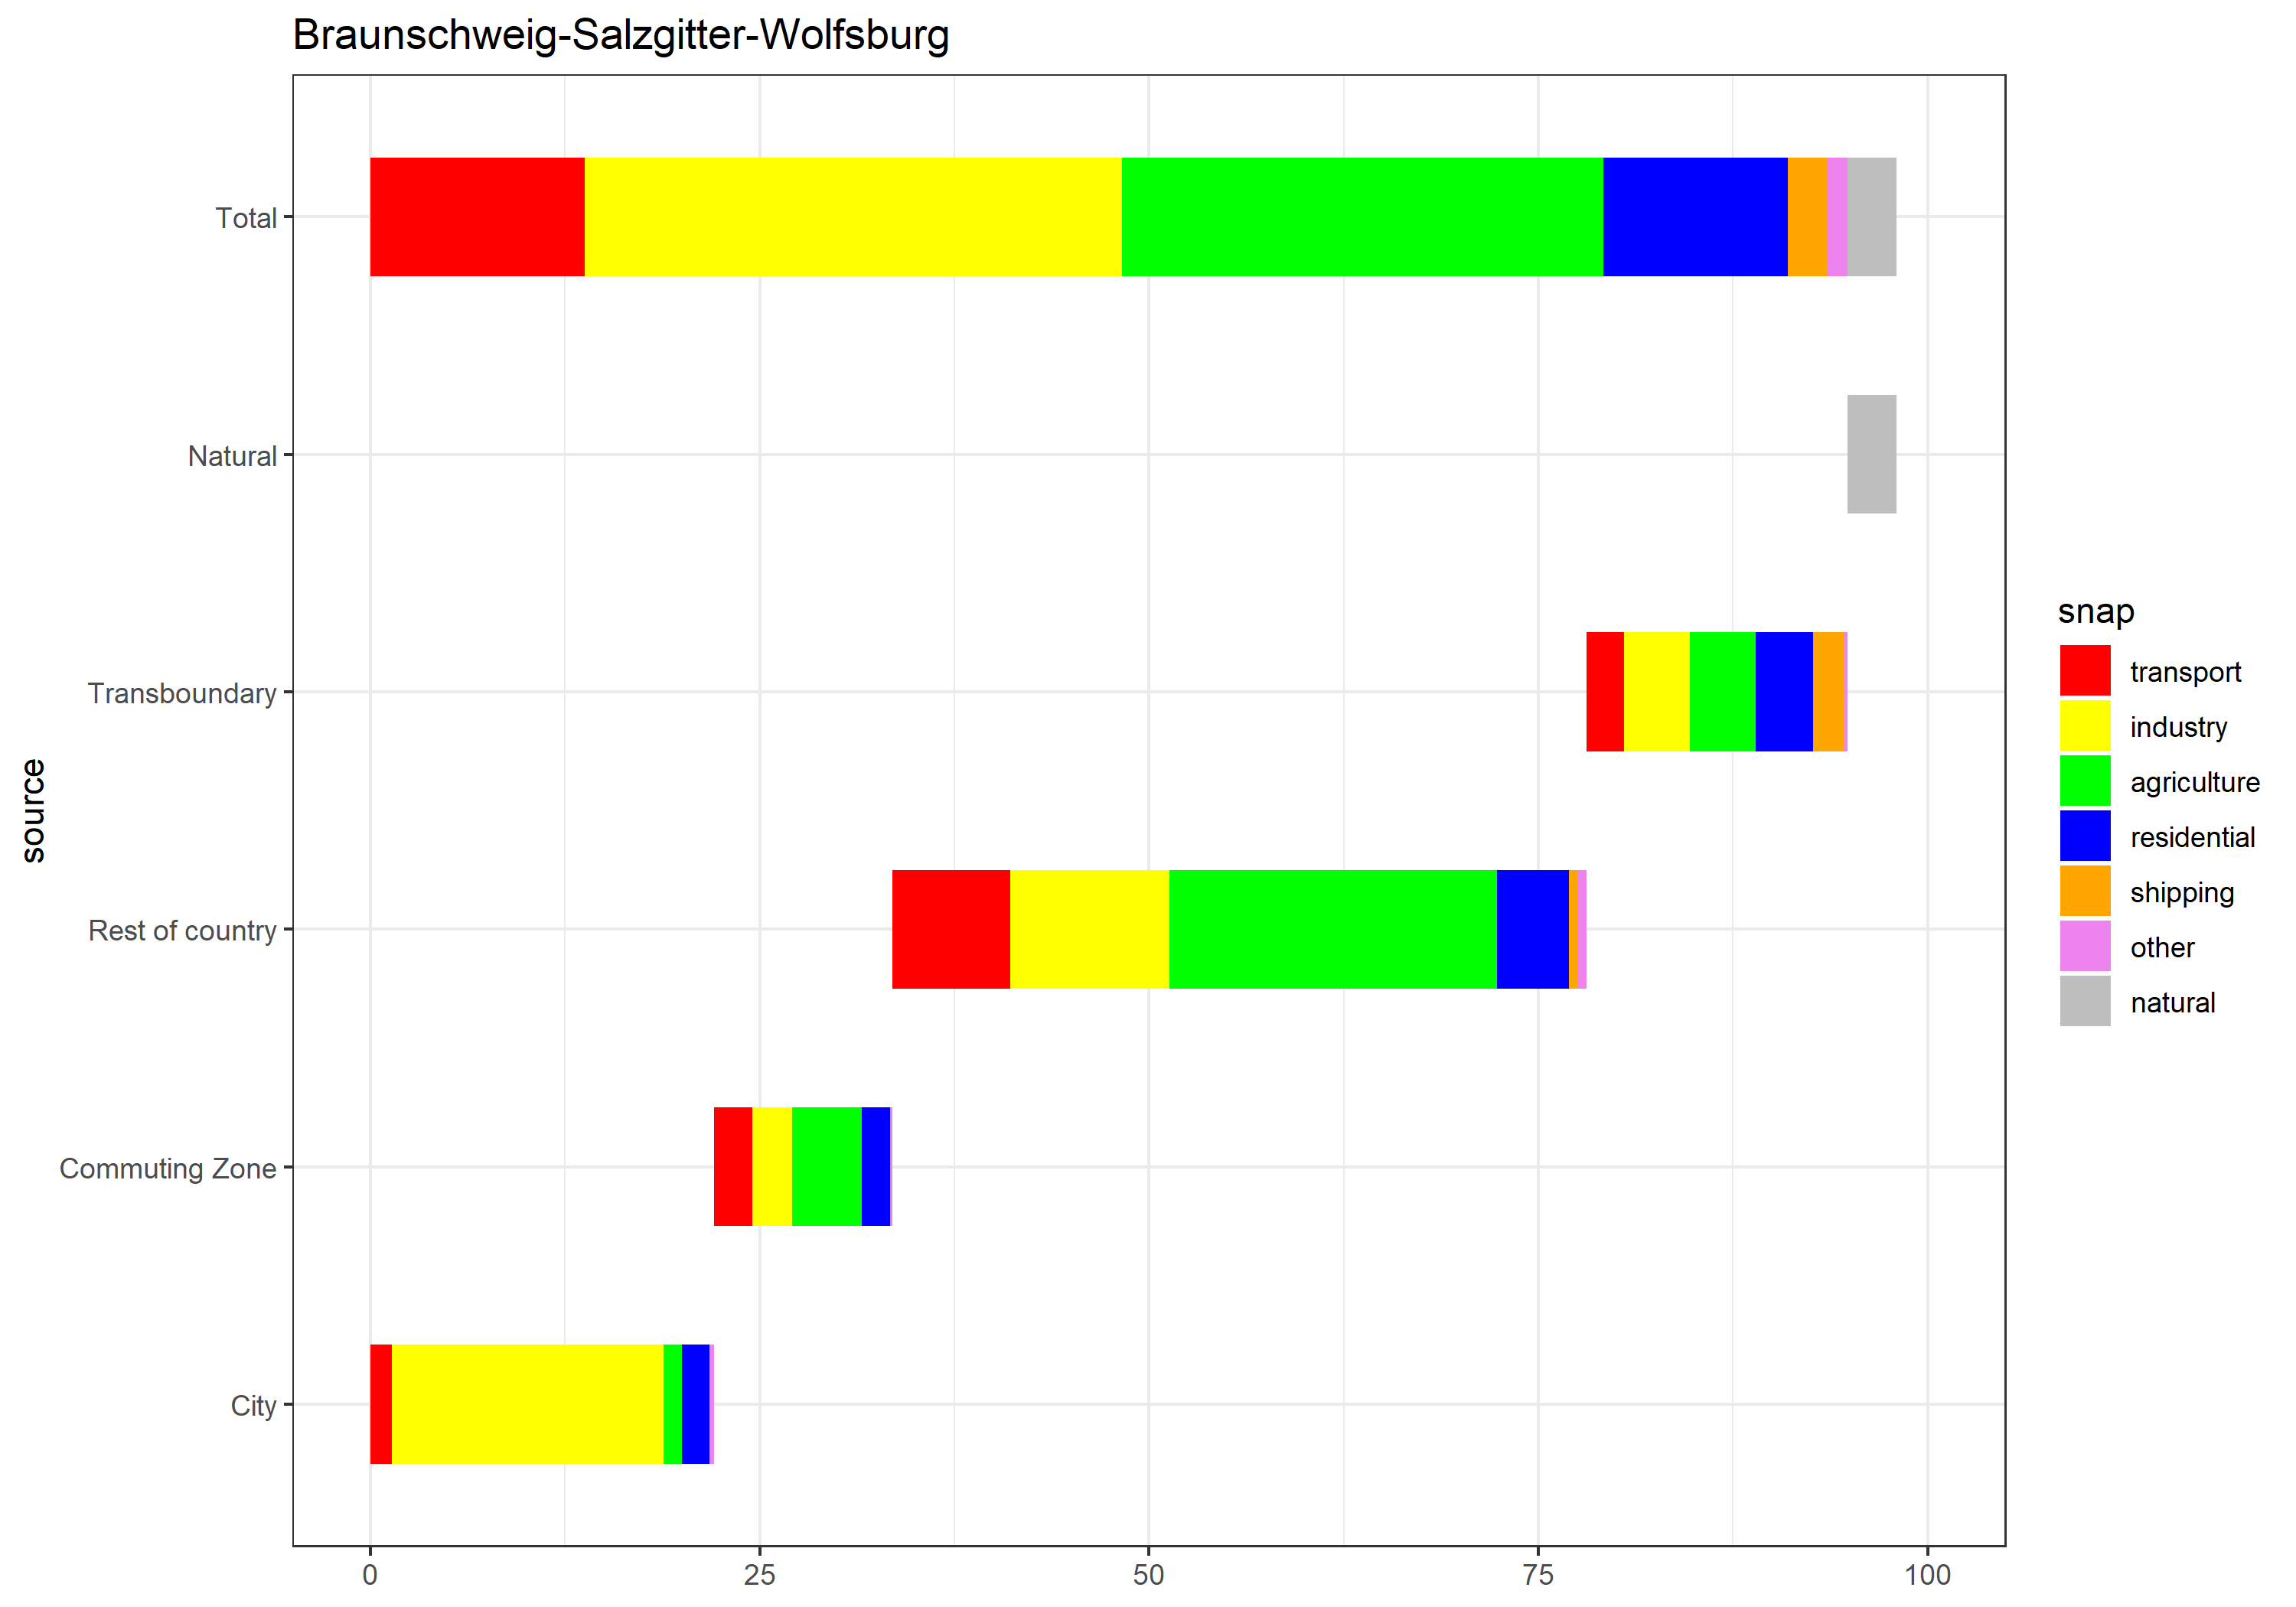 Braunschweig-Salzgitter-Wolfsburg
Total
Natural
Transboundary
Rest of country
Commuting Zone
City
source
0 25 50 75 100
snap
transport
industry
agriculture
residential
shipping
other
natural